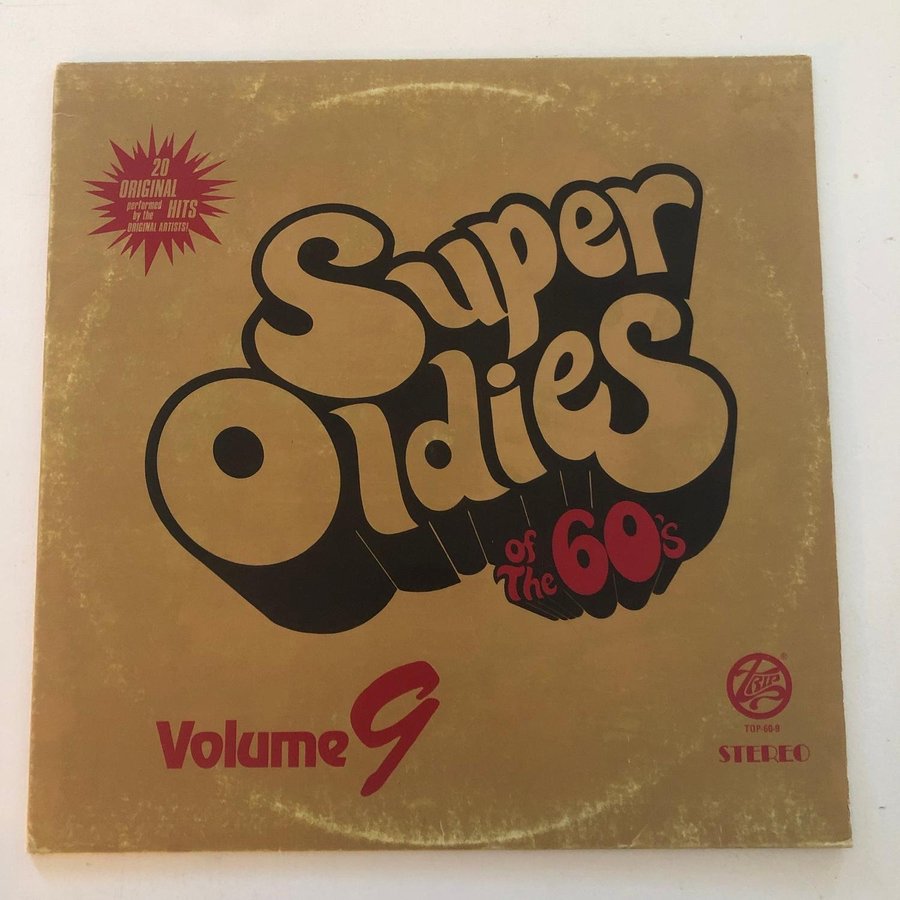 20
ORIGINAL
performed HITS
by the
ORIGINAL ARTISTS!
Super
Oldies
of
The 60's
Volume 9
TRIP ®
TOP-60-9
STEREO